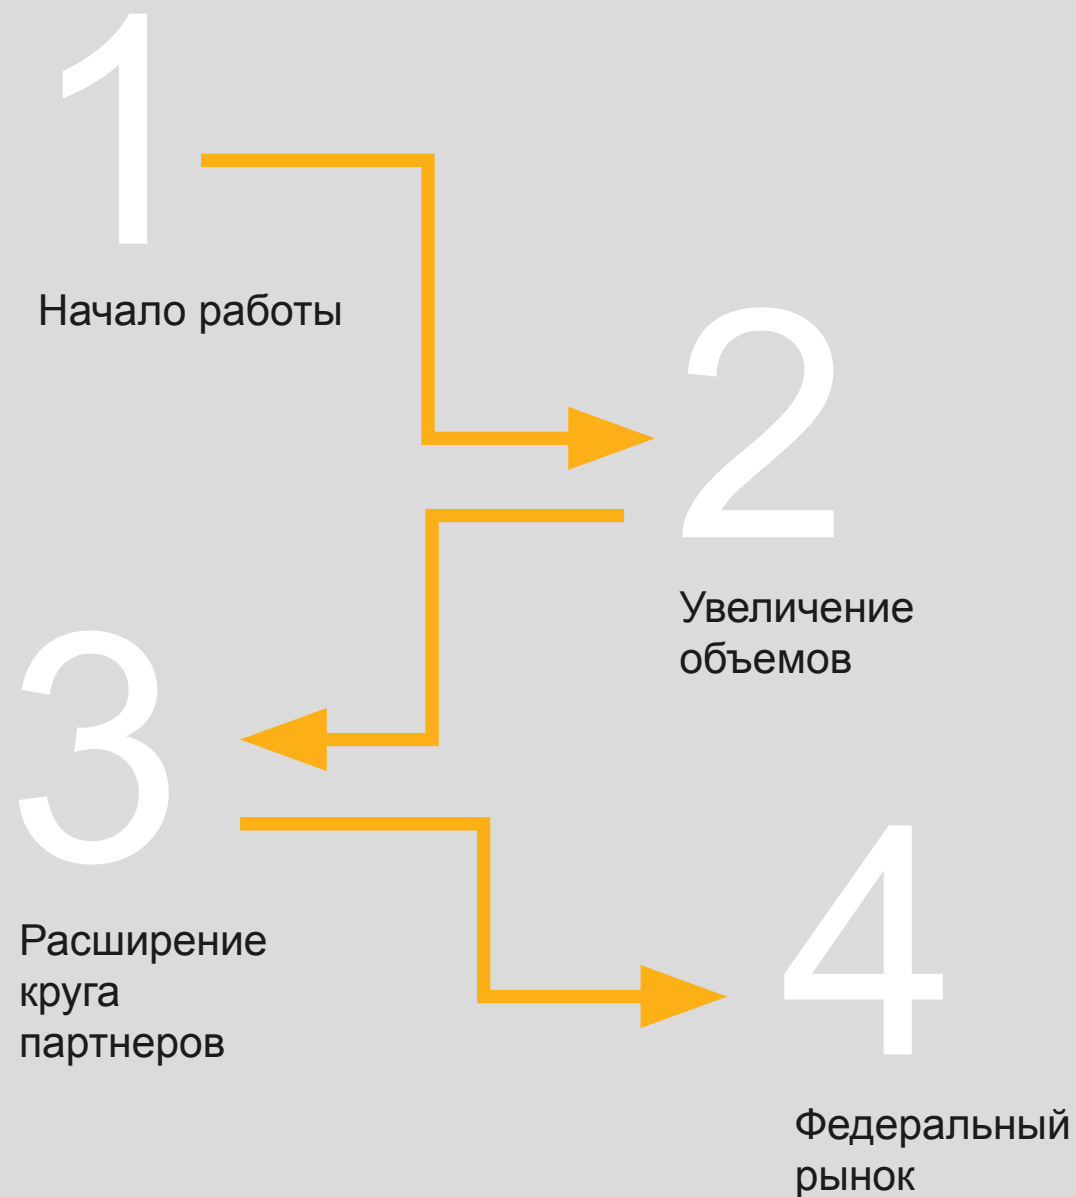 1
Начало работы
2
Увеличение
объемов
3
Расширение
круга
партнеров
4
Федеральный
рынок